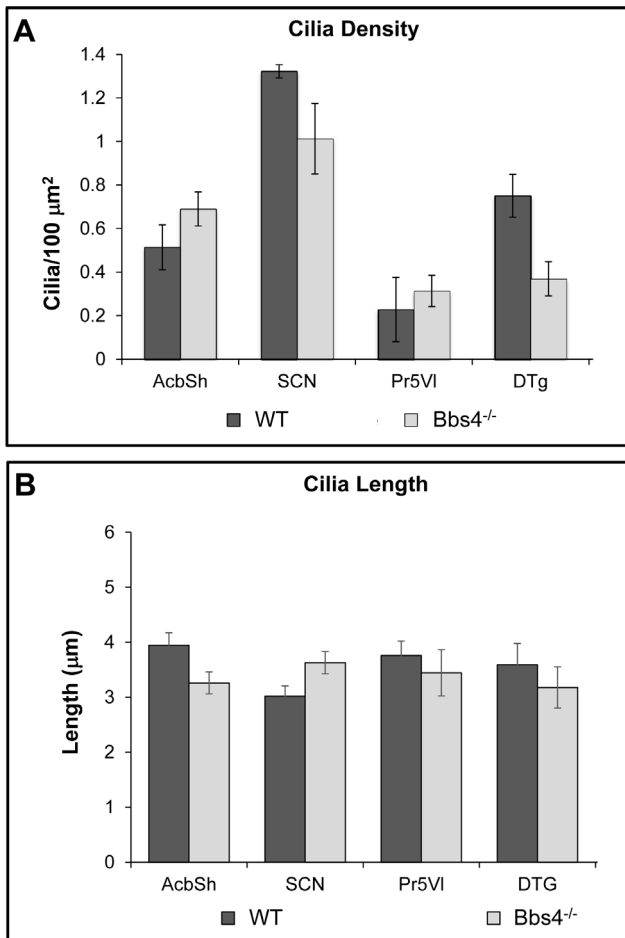 A
Cilia Density
Cilia/100 μm²
1.4
1.2
1
0.8
0.6
0.4
0.2
0
AcbSh SCN Pr5Vl DTg
WT Bbs4-/-
B
Cilia Length
Length (μm)
6
5
4
3
2
1
0
AcbSh SCN Pr5Vl DTG
WT Bbs4-/-